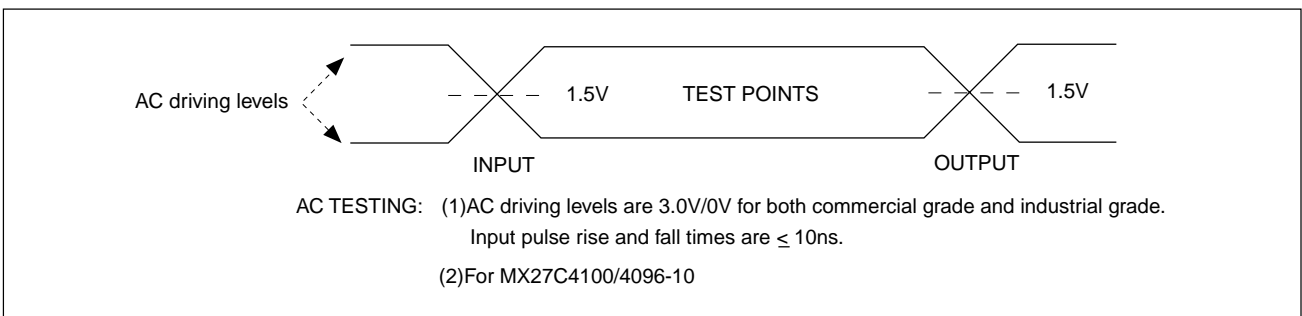 AC driving levels
1.5V
TEST POINTS
1.5V
INPUT
OUTPUT
AC TESTING: (1)AC driving levels are 3.0V/0V for both commercial grade and industrial grade.
Input pulse rise and fall times are ≤ 10ns.
(2)For MX27C4100/4096-10